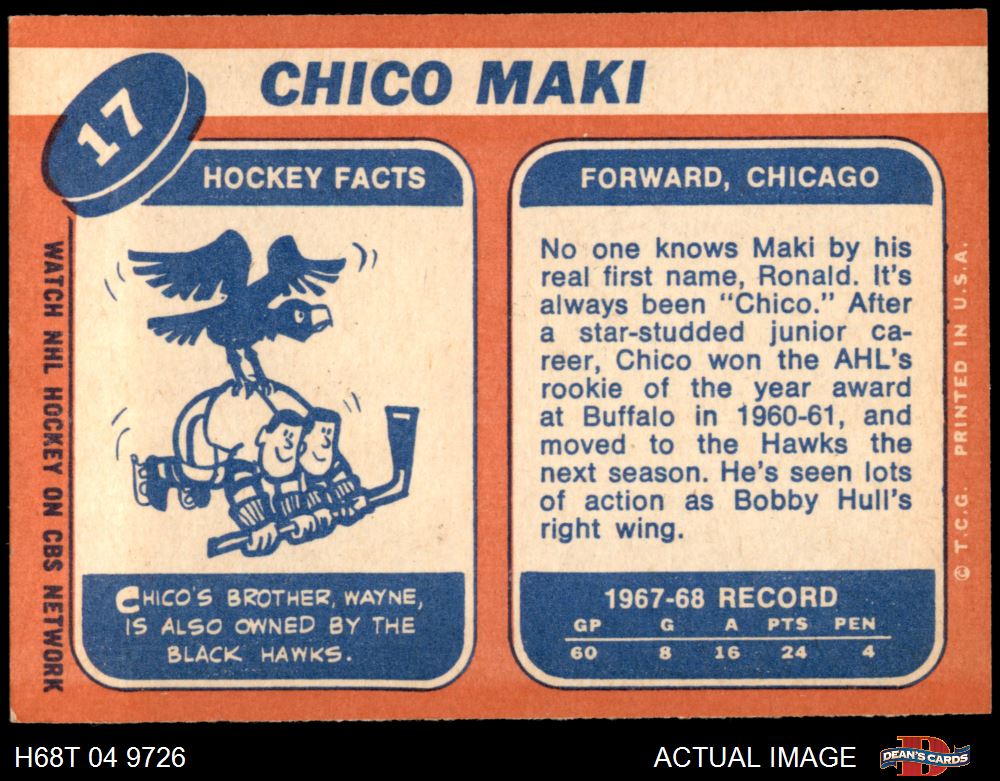 17
CHICO MAKI
HOCKEY FACTS
CHICO'S BROTHER, WAYNE,
IS ALSO OWNED BY THE
BLACK HAWKS.
WATCH NHL HOCKEY ON CBS NETWORK
FORWARD, CHICAGO
No one knows Maki by his
real first name, Ronald. It's
always been "Chico." After
a star-studded junior ca-
reer, Chico won the AHL's
rookie of the year award
at Buffalo in 1960-61, and
moved to the Hawks the
next season. He's seen lots
of action as Bobby Hull's
right wing.
1967-68 RECORD
GP G A PTS PEN
60 8 16 24 4
© T.C.G. PRINTED IN U.S.A.
H68T 04 9726
ACTUAL IMAGE
D
DEAN'S CARDS